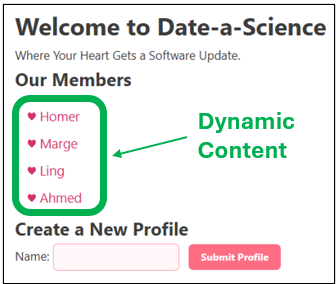 Welcome to Date-a-Science
Where Your Heart Gets a Software Update.
Our Members
♥ Homer
♥ Marge
♥ Ling
♥ Ahmed
Dynamic
Content
Create a New Profile
Name: Submit Profile